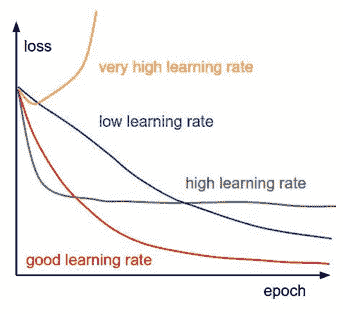 loss
very high learning rate
low learning rate
high learning rate
good learning rate
epoch